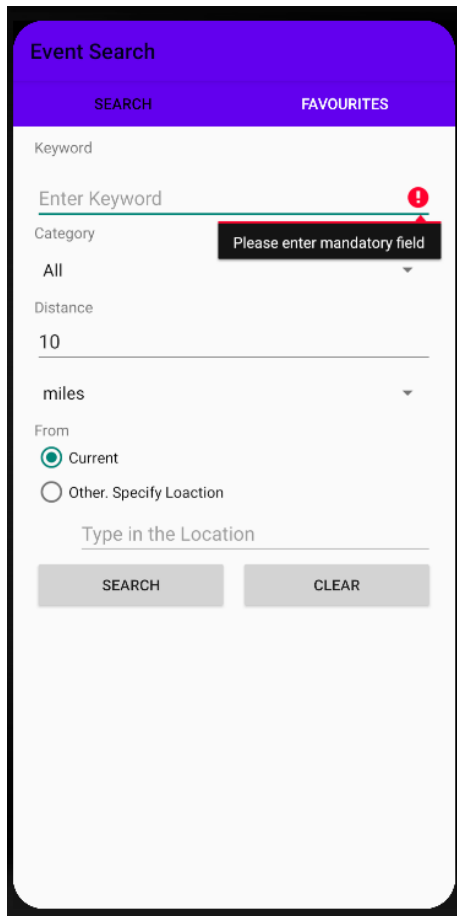 Event Search
SEARCH FAVOURITES
Keyword
Enter Keyword
Category
Please enter mandatory field
All
Distance
10
miles
From
Current
Other. Specify Loaction
Type in the Location
SEARCH CLEAR